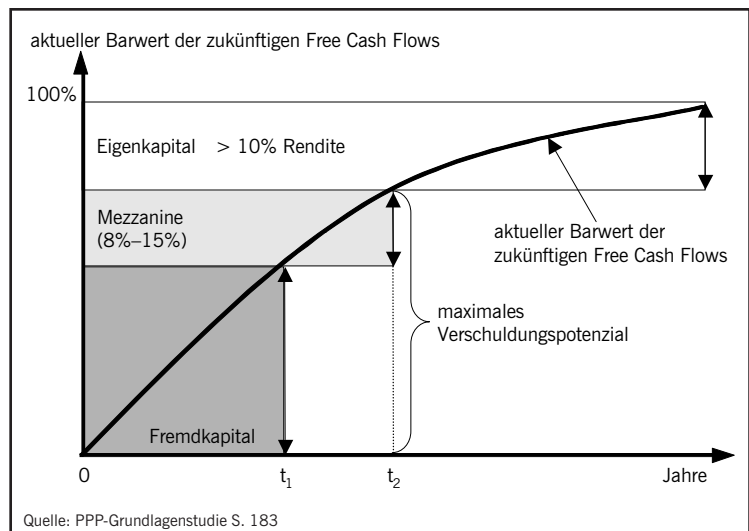 aktueller Barwert der zukünftigen Free Cash Flows
100%
Eigenkapital > 10% Rendite
Mezzanine
(8%–15%)
aktueller Barwert der
zukünftigen Free Cash Flows
maximales
Verschuldungspotenzial
Fremdkapital
0
t1
t2
Jahre
Quelle: PPP-Grundlagenstudie S. 183